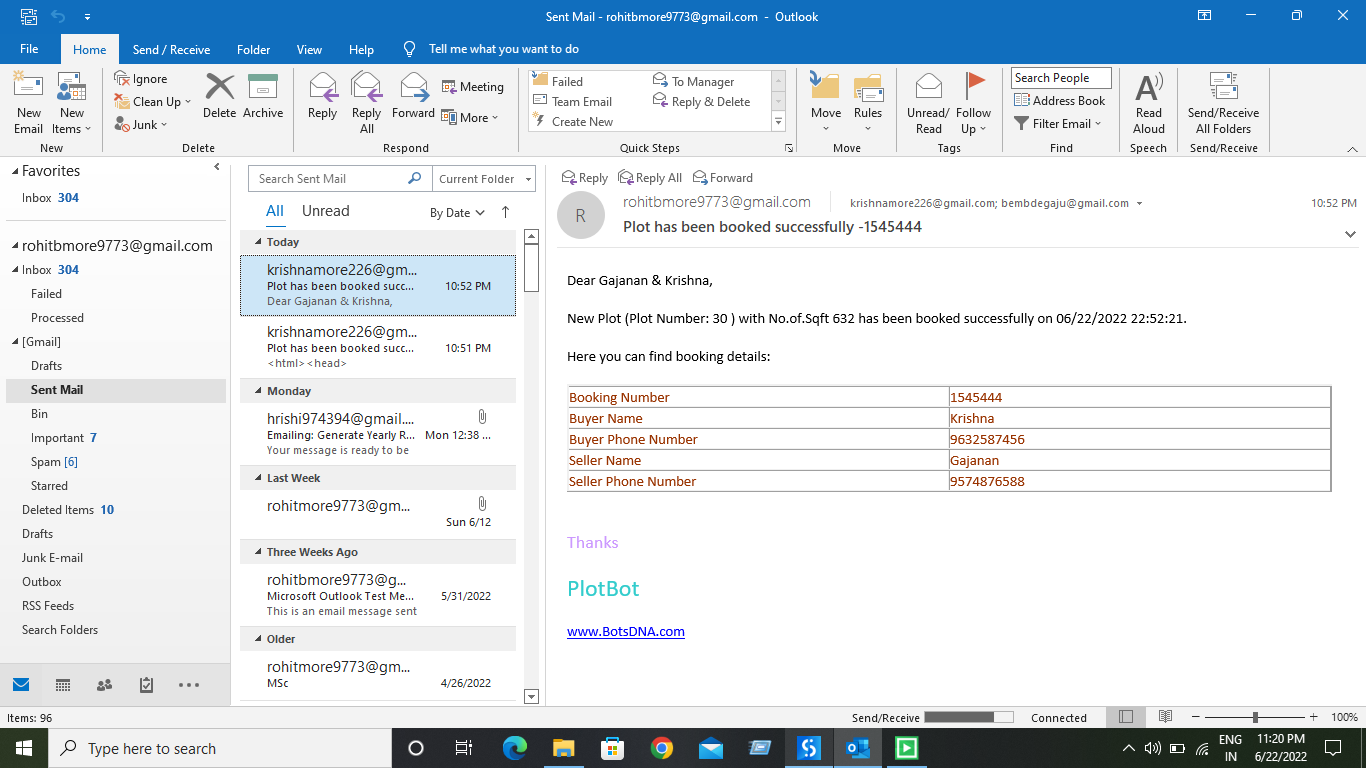 Sent Mail - rohitbmore9773@gmail.com - Outlook
File Home Send / Receive Folder View Help Tell me what you want to do
New Email
New Items
New
Ignore
Clean Up
Junk
Delete
Archive
Delete
Reply
Reply All
Forward
Meeting
More
Respond
Failed
Team Email
Create New
To Manager
Reply & Delete
Quick Steps
Move
Rules
Move
Unread/ Read
Follow Up
Tags
Search People
Address Book
Filter Email
Find
Read Aloud
Speech
Send/Receive All Folders
Send/Receive
Favorites
Inbox 304
rohitbmore9773@gmail.com
Inbox 304
Failed
Processed
[Gmail]
Drafts
Sent Mail
Bin
Important 7
Spam [6]
Starred
Deleted Items 10
Drafts
Junk E-mail
Outbox
RSS Feeds
Search Folders
Search Sent Mail
Current Folder
All Unread
By Date
Today
krishnamore226@gm...
Plot has been booked succ... 10:52 PM
Dear Gajanan & Krishna,
krishnamore226@gm...
Plot has been booked succ... 10:51 PM
<html> <head>
Monday
hrishi974394@gmail....
Emailing: Generate Yearly R... Mon 12:38 ...
Your message is ready to be
Last Week
rohitmore9773@gm...
Sun 6/12
Three Weeks Ago
rohitbmore9773@g...
Microsoft Outlook Test Me... 5/31/2022
This is an email message sent
Older
rohitmore9773@gm...
MSc 4/26/2022
Reply Reply All Forward
R
rohitbmore9773@gmail.com krishnamore226@gmail.com; bembdegaju@gmail.com 10:52 PM
Plot has been booked successfully -1545444
Dear Gajanan & Krishna,
New Plot (Plot Number: 30 ) with No.of.Sqft 632 has been booked successfully on 06/22/2022 22:52:21.
Here you can find booking details:
Booking Number 1545444
Buyer Name Krishna
Buyer Phone Number 9632587456
Seller Name Gajanan
Seller Phone Number 9574876588
Thanks
PlotBot
www.BotsDNA.com
Items: 96 Send/Receive Connected 100%
Type here to search
ENG
IN
11:20 PM
6/22/2022